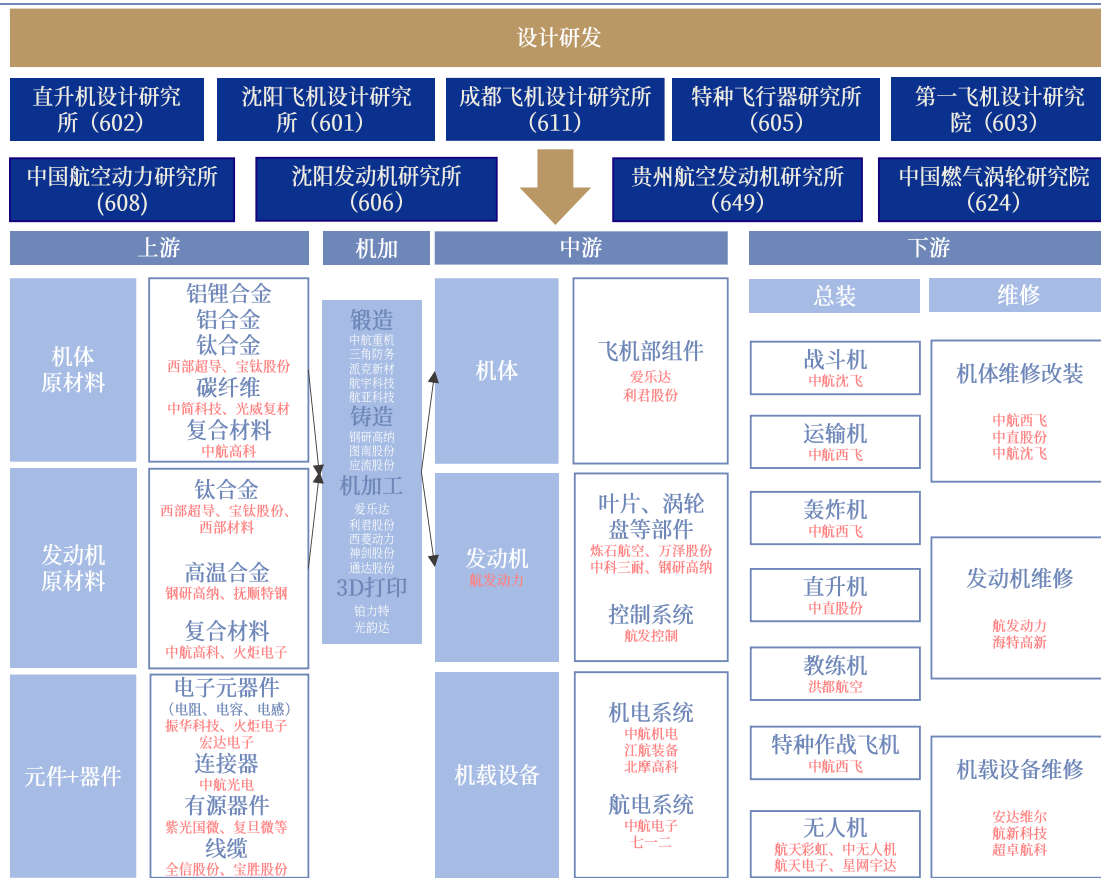 设计研发
直升机设计研究
所（602）
沈阳飞机设计研究
所（601）
成都飞机设计研究所
（611）
特种飞行器研究所
（605）
第一飞机设计研究
院（603）
中国航空动力研究所
(608)
沈阳发动机研究所
（606）
贵州航空发动机研究所
（649）
中国燃气涡轮研究院
（624）
上游
机体
原材料
铝锂合金
铝合金
钛合金
西部超导、宝钛股份
碳纤维
中简科技、光威复材
复合材料
中航高科
发动机
原材料
钛合金
西部超导、宝钛股份、
西部材料
高温合金
钢研高纳、抚顺特钢
复合材料
中航高科、火炬电子
元件+器件
电子元器件
（电阻、电容、电感）
振华科技、火炬电子
宏达电子
连接器
中航光电
有源器件
紫光国微、复旦微等
线缆
全信股份、宝胜股份
机加
锻造
中航重机
三角防务
派克新材
航宇科技
航亚科技
铸造
钢研高纳
图南股份
应流股份
机加工
爱乐达
利君股份
西菱动力
神剑股份
通达股份
3D打印
铂力特
光韵达
中游
机体
飞机部组件
爱乐达
利君股份
发动机
航发动力
叶片、涡轮
盘等部件
炼石航空、万泽股份
中科三耐、钢研高纳
控制系统
航发控制
机载设备
机电系统
中航机电
江航装备
北摩高科
航电系统
中航电子
七一二
下游
总装
战斗机
中航沈飞
运输机
中航西飞
轰炸机
中航西飞
直升机
中直股份
教练机
洪都航空
特种作战飞机
中航西飞
无人机
航天彩虹、中无人机
航天电子、星网宇达
维修
机体维修改装
中航西飞
中直股份
中航沈飞
发动机维修
航发动力
海特高新
机载设备维修
安达维尔
航新科技
超卓航科